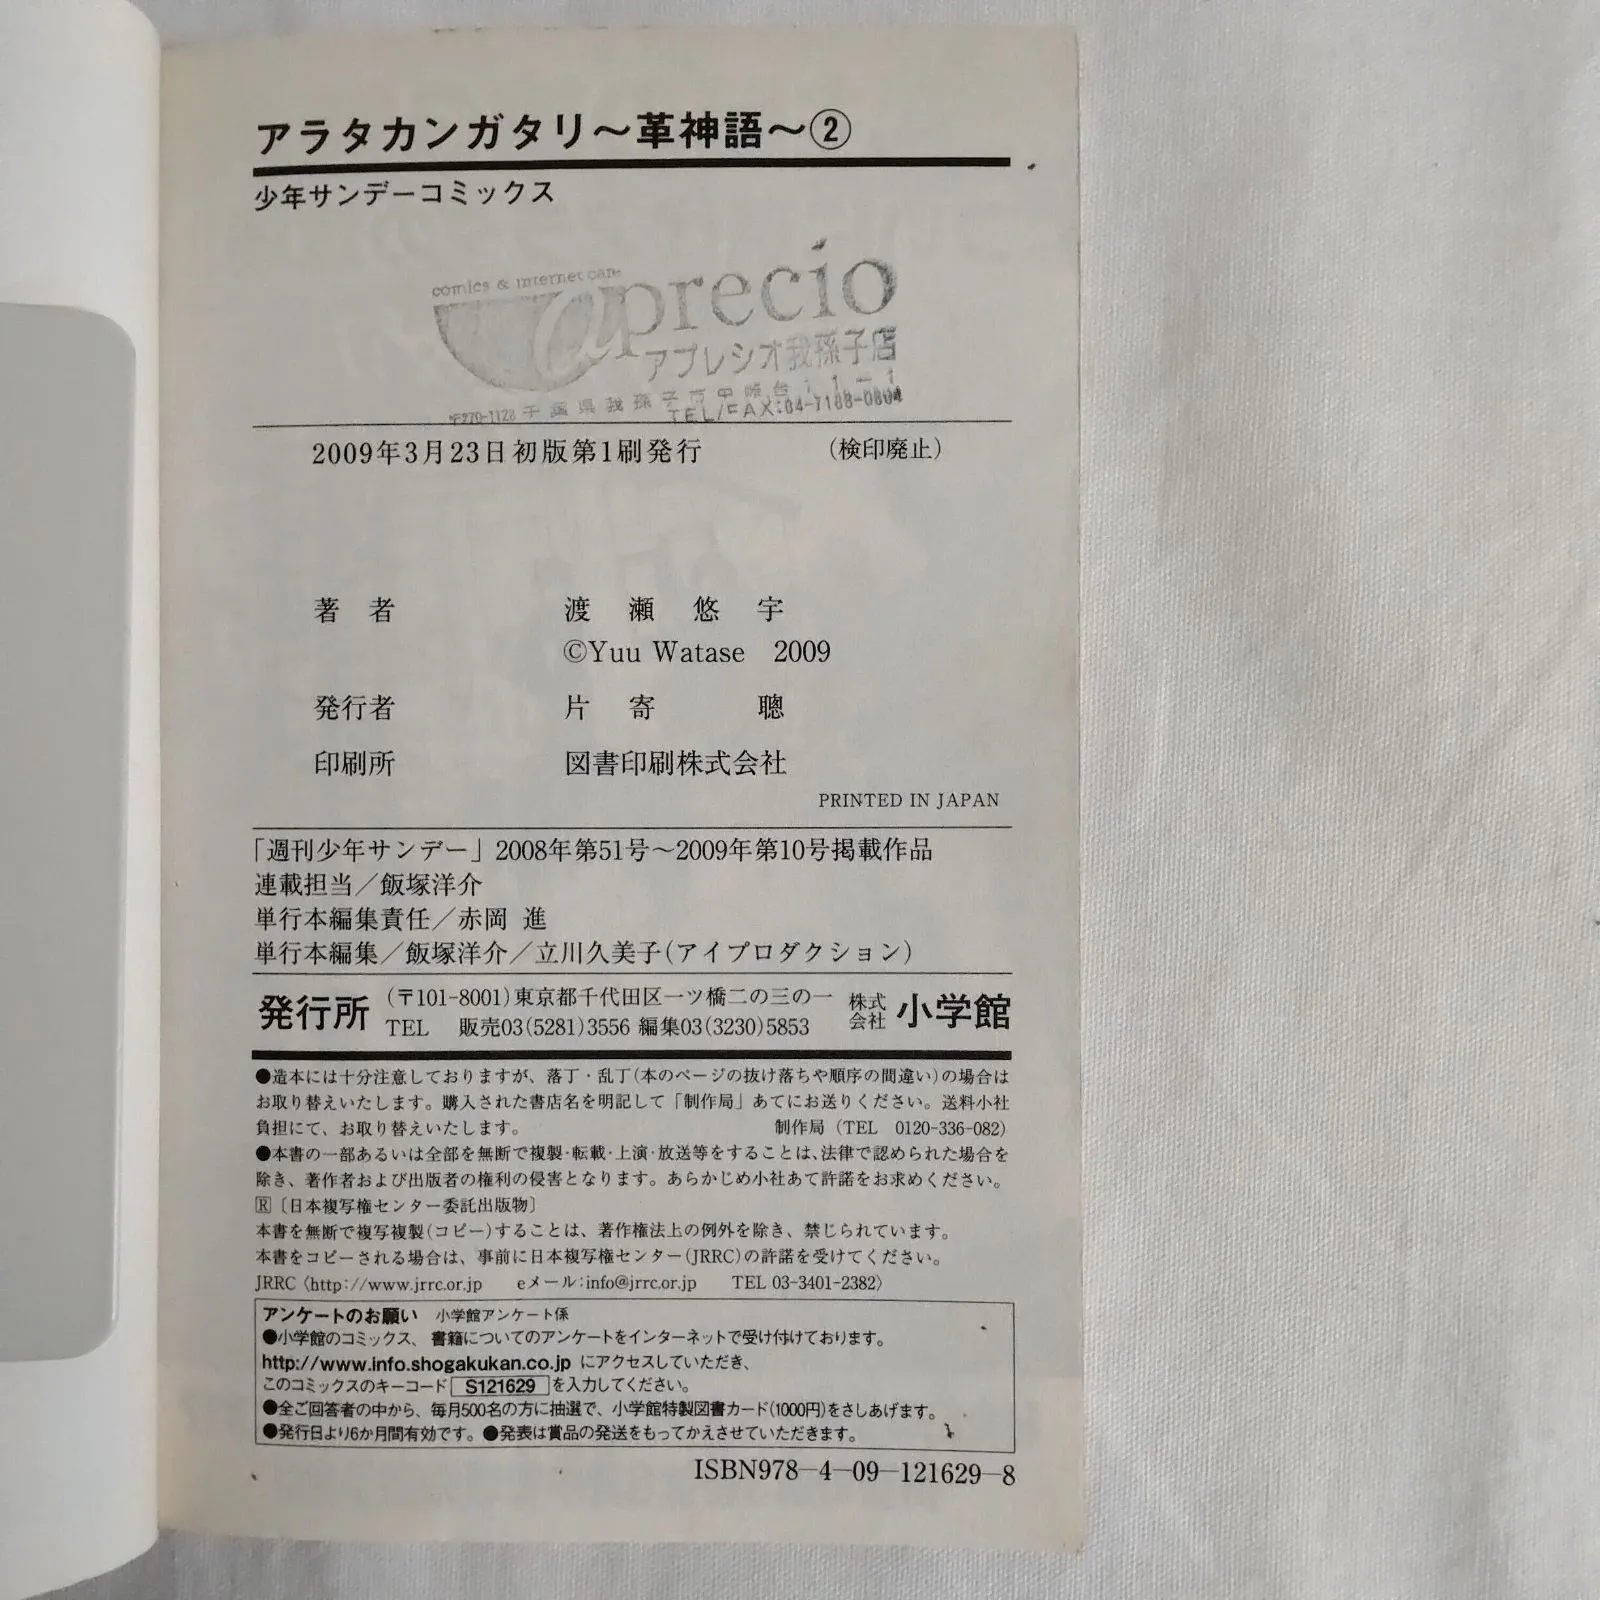 アラタカンガタリ～革神語～②
少年サンデーコミックス
comics & internet
aprecio
アプレシオ我孫子店
〒270-1128 千葉県我孫子市
TEL/FAX:04-7188-0804
2009年3月23日初版第1刷発行 (検印廃止)
著者 渡瀬悠宇
©Yuu Watase 2009
発行者 片寄聰
印刷所 図書印刷株式会社
PRINTED IN JAPAN
「週刊少年サンデー」2008年第51号～2009年第10号掲載作品
連載担当／飯塚洋介
単行本編集責任／赤岡 進
単行本編集／飯塚洋介／立川久美子(アイプロダクション)
発行所 (〒101-8001)東京都千代田区一ツ橋二の三の一 株式会社 小学館
TEL 販売03(5281)3556 編集03(3230)5853
●造本には十分注意しておりますが、落丁・乱丁(本のページの抜け落ちや順序の間違い)の場合は
お取り替えいたします。購入された書店名を明記して「制作局」あてにお送りください。送料小社
負担にて、お取り替えいたします。 制作局(TEL 0120-336-082)
●本書の一部あるいは全部を無断で複製・転載・上演・放送等をすることは、法律で認められた場合を
除き、著作者および出版者の権利の侵害となります。あらかじめ小社あて許諾をお求めください。
Ⓡ〔日本複写権センター委託出版物〕
本書を無断で複写複製(コピー)することは、著作権法上の例外を除き、禁じられています。
本書をコピーされる場合は、事前に日本複写権センター(JRRC)の許諾を受けてください。
JRRC〈http://www.jrrc.or.jp eメール:info@jrrc.or.jp TEL 03-3401-2382〉
アンケートのお願い 小学館アンケート係
●小学館のコミックス、書籍についてのアンケートをインターネットで受け付けております。
http://www.info.shogakukan.co.jp にアクセスしていただき、
このコミックスのキーコード S121629 を入力してください。
●全ご回答者の中から、毎月500名の方に抽選で、小学館特製図書カード(1000円)をさしあげます。
●発行日より6か月間有効です。●発表は賞品の発送をもってかえさせていただきます。
ISBN978-4-09-121629-8